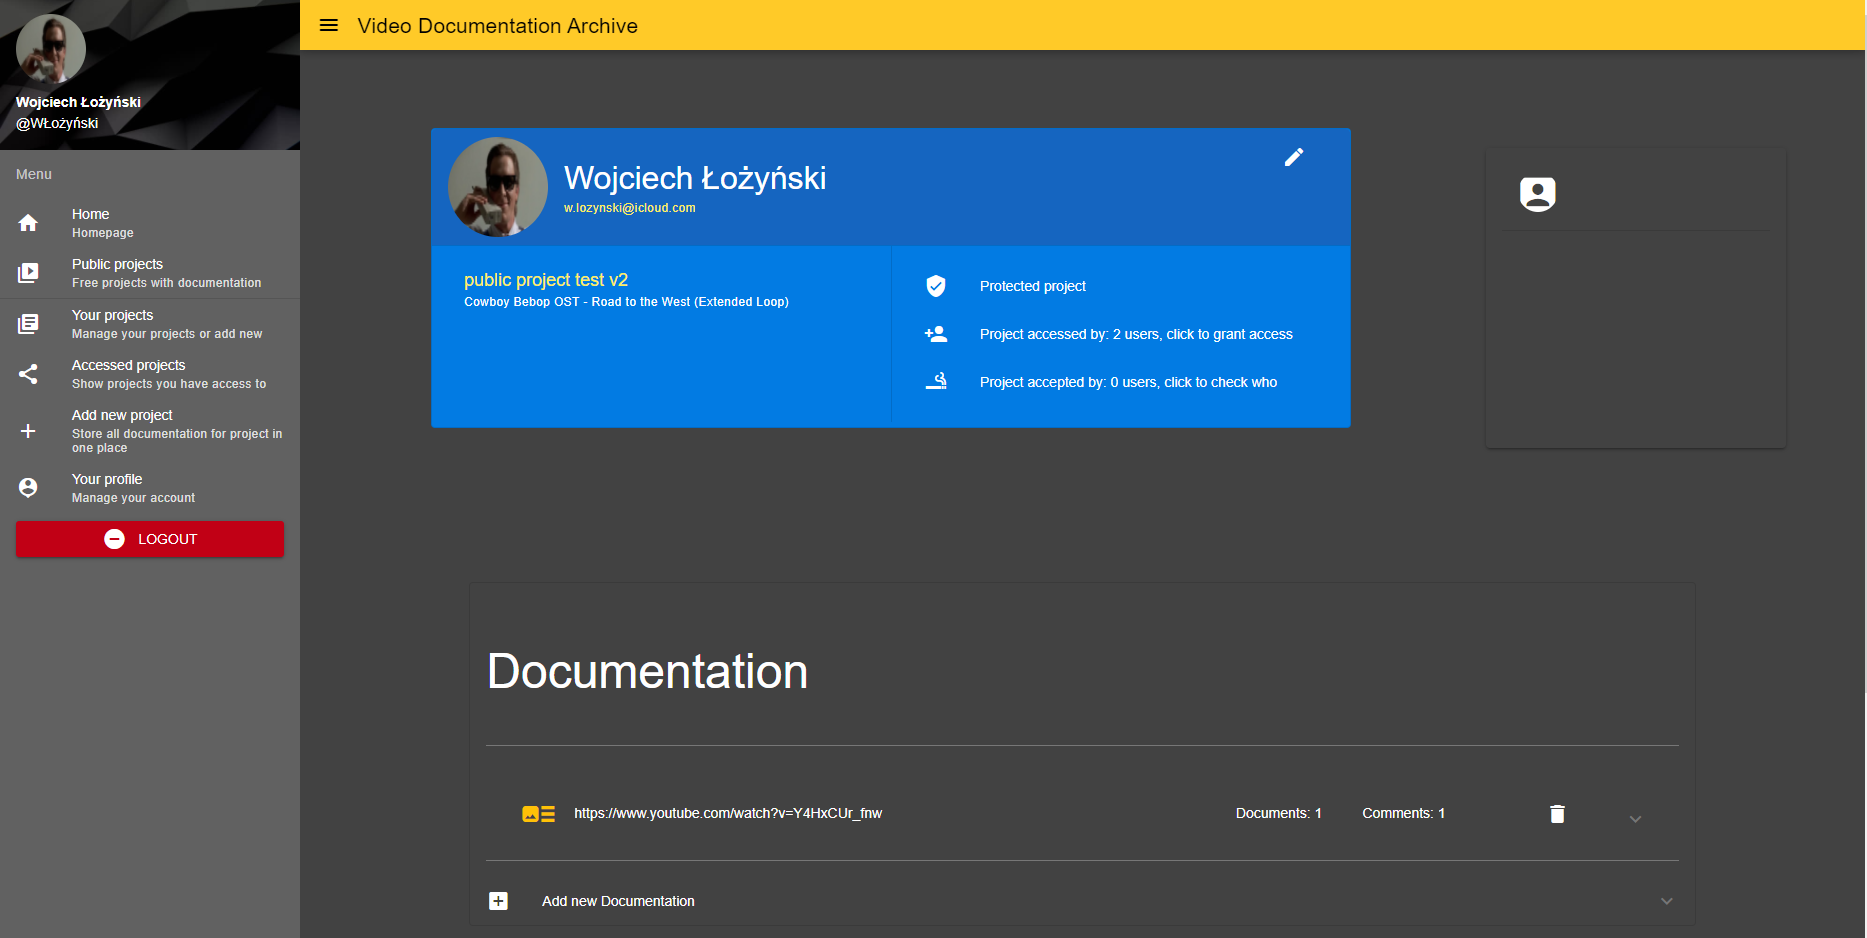 Wojciech Łożyński
@WŁożyński
Menu
Home
Homepage
Public projects
Free projects with documentation
Your projects
Manage your projects or add new
Accessed projects
Show projects you have access to
Add new project
Store all documentation for project in
one place
Your profile
Manage your account
LOGOUT
Video Documentation Archive
Wojciech Łożyński
w.lozynski@icloud.com
public project test v2
Cowboy Bebop OST - Road to the West (Extended Loop)
Protected project
Project accessed by: 2 users, click to grant access
Project accepted by: 0 users, click to check who
Documentation
https://www.youtube.com/watch?v=Y4HxCUr_fnw
Documents: 1
Comments: 1
Add new Documentation